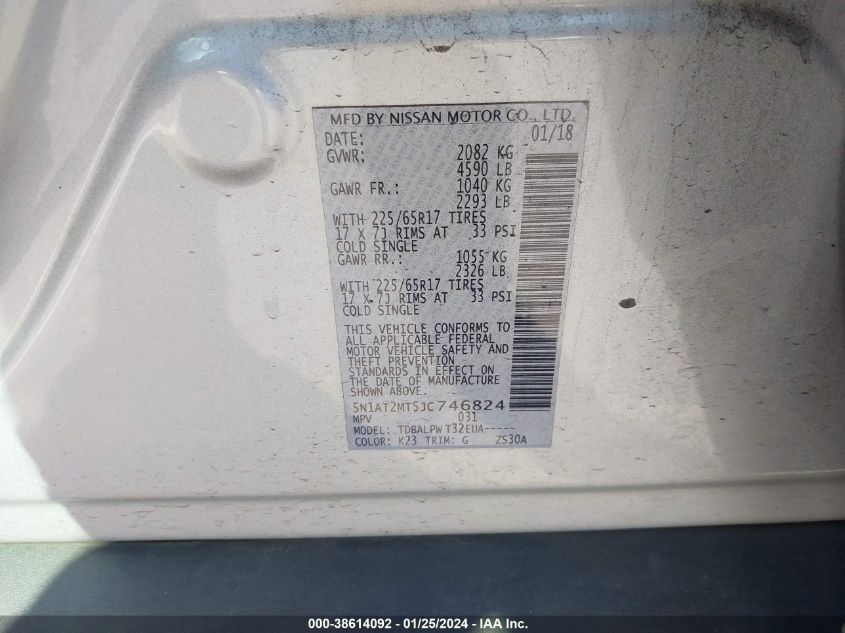 MFD BY NISSAN MOTOR CO., LTD.
DATE: 01/18
GVWR: 2082 KG
4590 LB
GAWR FR.: 1040 KG
2293 LB
WITH 225/65R17 TIRES
17 X 7J RIMS AT 33 PSI
COLD SINGLE
GAWR RR.: 1055 KG
2326 LB
WITH 225/65R17 TIRES
17 X 7J RIMS AT 33 PSI
COLD SINGLE
THIS VEHICLE CONFORMS TO
ALL APPLICABLE FEDERAL
MOTOR VEHICLE SAFETY AND
THEFT PREVENTION
STANDARDS IN EFFECT ON
THE DATE OF MANUFACTURE
SHOWN ABOVE.
5N1AT2MT5JC746824
MPV 031
MODEL: TDBALPW T32EUA-----
COLOR: K23 TRIM: G ZS30A
000-38614092 - 01/25/2024 - IAA Inc.